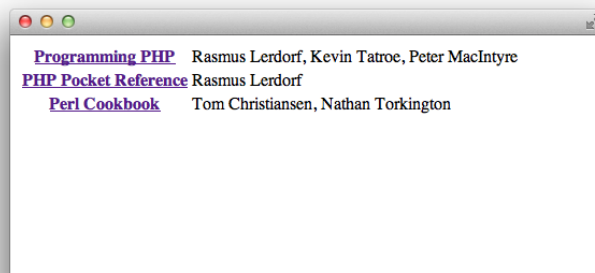 Programming PHP Rasmus Lerdorf, Kevin Tatroe, Peter MacIntyre
PHP Pocket Reference Rasmus Lerdorf
Perl Cookbook Tom Christiansen, Nathan Torkington